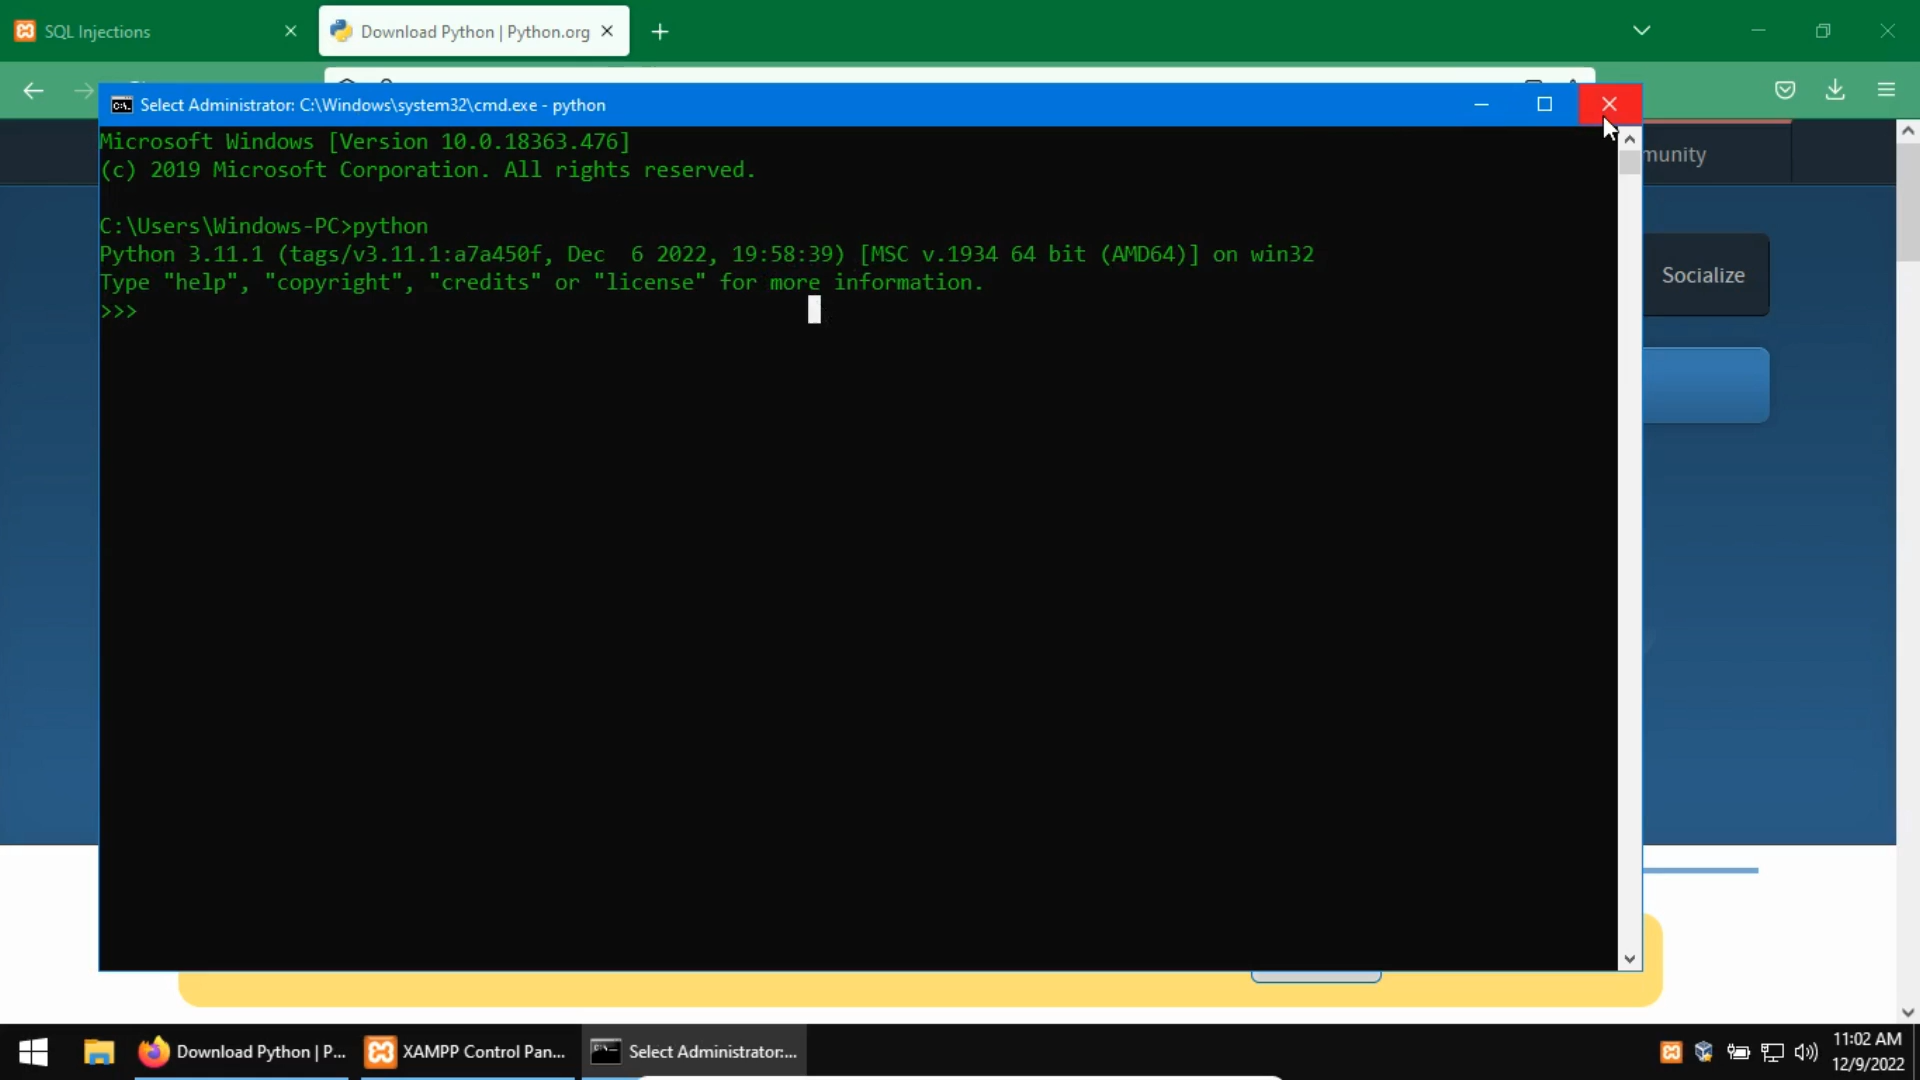 SQL Injections
Download Python | Python.org
Select Administrator: C:\Windows\system32\cmd.exe - python
Microsoft Windows [Version 10.0.18363.476]
(c) 2019 Microsoft Corporation. All rights reserved.
munity
C:\Users\Windows-PC>python
Python 3.11.1 (tags/v3.11.1:a7a450f, Dec  6 2022, 19:58:39) [MSC v.1934 64 bit (AMD64)] on win32
Type "help", "copyright", "credits" or "license" for more information.
Socialize
>>>
Download Python | P...
XAMPP Control Pan...
Select Administrator:...
11:02 AM
12/9/2022